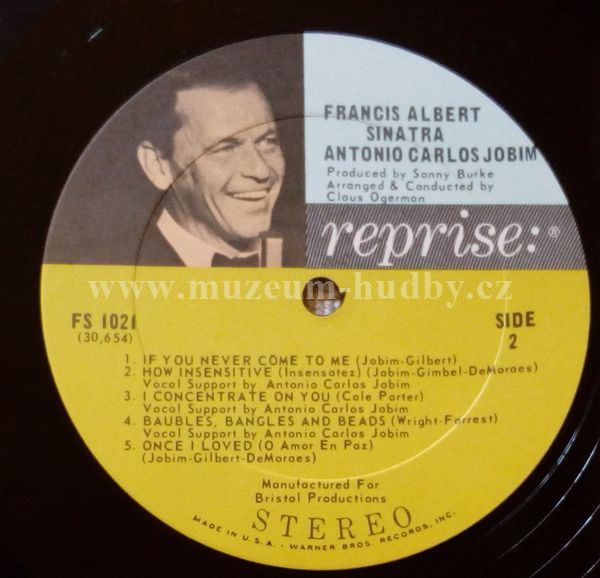 FRANCIS ALBERT
SINATRA
ANTONIO CARLOS JOBIM
Produced by Sonny Burke
Arranged & Conducted by
Claus Ogerman
reprise:®
www.muzeum-hudby.cz
FS 1021
(30,654)
SIDE
2
1. IF YOU NEVER COME TO ME (Jobim-Gilbert)
2. HOW INSENSITIVE (Insensatez) (Jobim-Gimbel-DeMoraes)
Vocal Support by Antonio Carlos Jobim
3. I CONCENTRATE ON YOU (Cole Porter)
Vocal Support by Antonio Carlos Jobim
4. BAUBLES, BANGLES AND BEADS (Wright-Forrest)
Vocal Support by Antonio Carlos Jobim
5. ONCE I LOVED (O Amor En Paz)
(Jobim-Gilbert-DeMoraes)
Manufactured For
Bristol Productions
STEREO
MADE IN U.S.A. - WARNER BROS. RECORDS, INC.